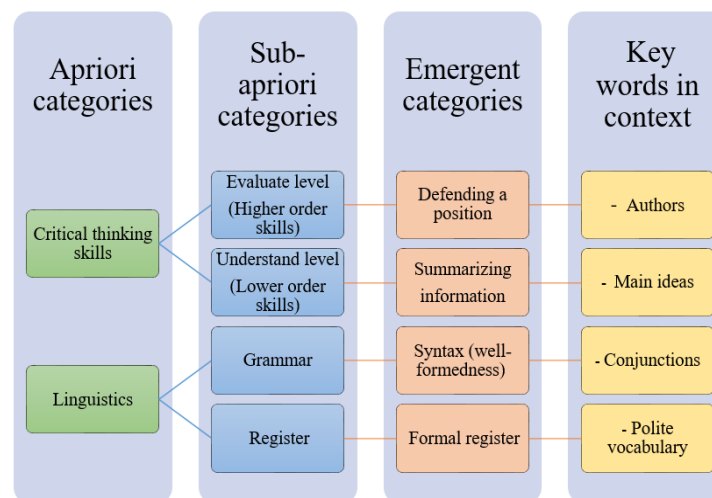 Apriori
categories
Sub-
apriori
categories
Emergent
categories
Key
words in
context
Critical thinking
skills
Evaluate level
(Higher order
skills)
Defending a
position
- Authors
Understand level
(Lower order
skills)
Summarizing
information
- Main ideas
Linguistics
Grammar
Syntax (well-
formedness)
- Conjunctions
Register
Formal register
- Polite
vocabulary